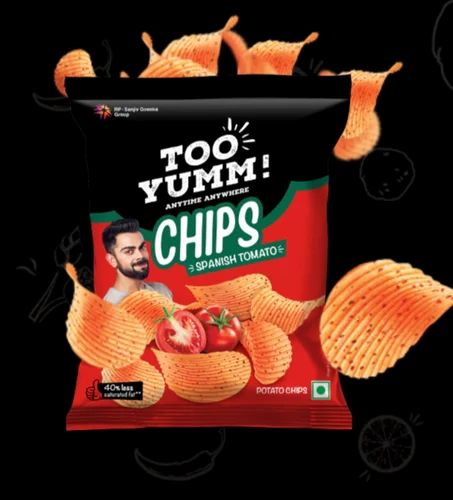 RP-Sanjiv Goenka
Group
TOO
YUMM!
ANYTIME ANYWHERE
CHIPS
SPANISH TOMATO
40% less
saturated fat**
POTATO CHIPS